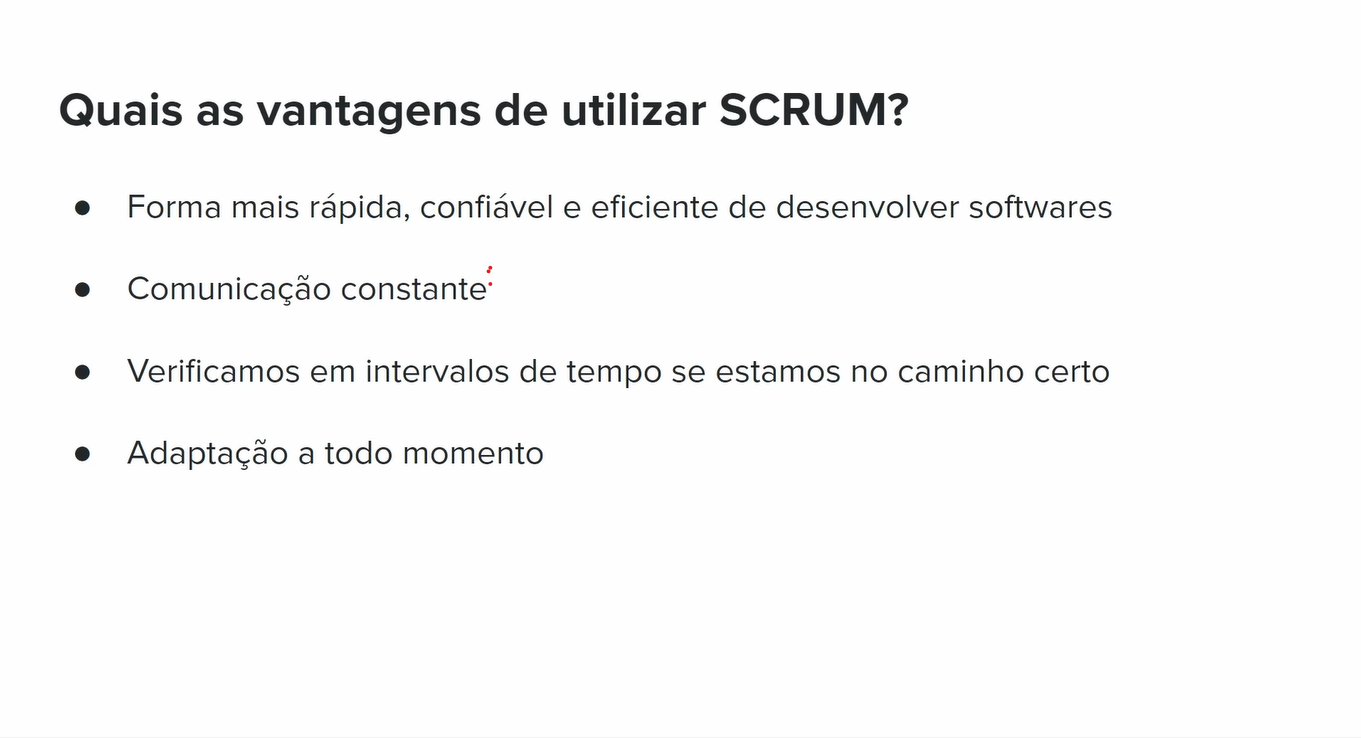 Quais as vantagens de utilizar SCRUM?
● Forma mais rápida, confiável e eficiente de desenvolver softwares
● Comunicação constante
● Verificamos em intervalos de tempo se estamos no caminho certo
● Adaptação a todo momento